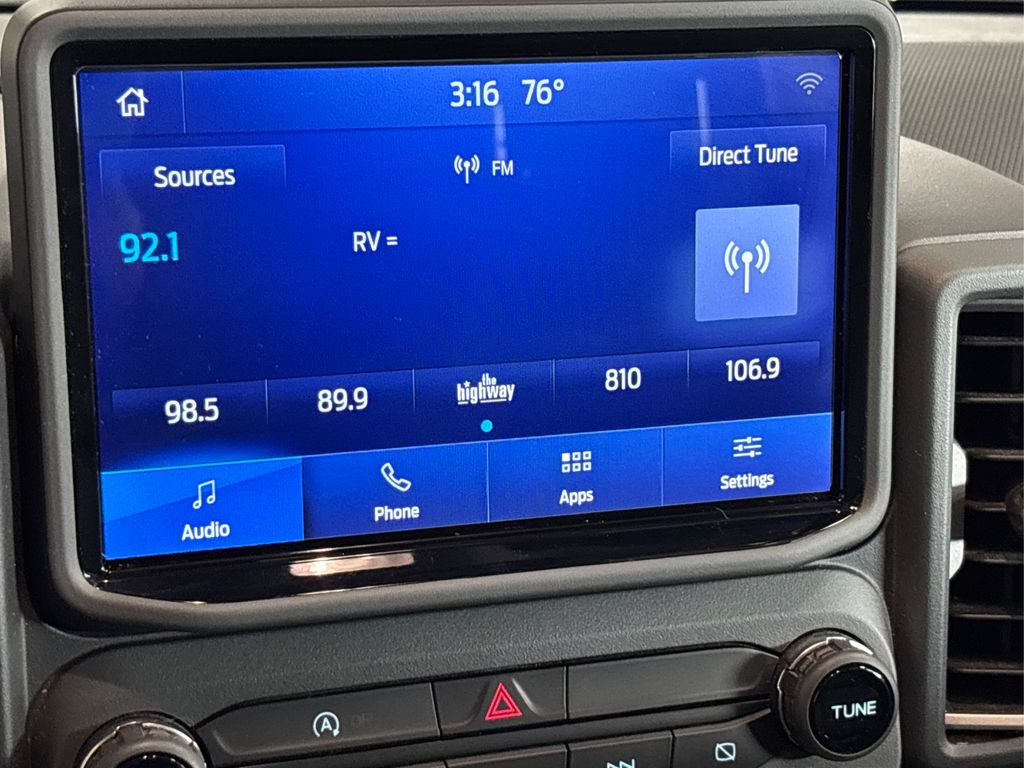 3:16 76°
Sources
FM
Direct Tune
92.1
RV =
98.5
89.9
the
highway
810
106.9
Audio
Phone
Apps
Settings
A
TUNE